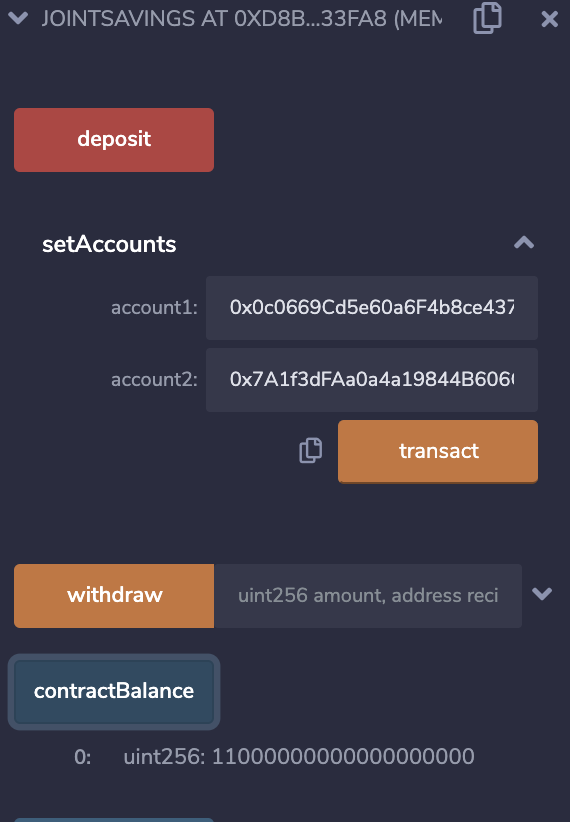 JOINTSAVINGS AT 0XD8B...33FA8 (MEM
deposit
setAccounts
account1: 0x0c0669Cd5e60a6F4b8ce437
account2: 0x7A1f3dFAa0a4a19844B606
transact
withdraw uint256 amount, address reci
contractBalance
0: uint256: 11000000000000000000